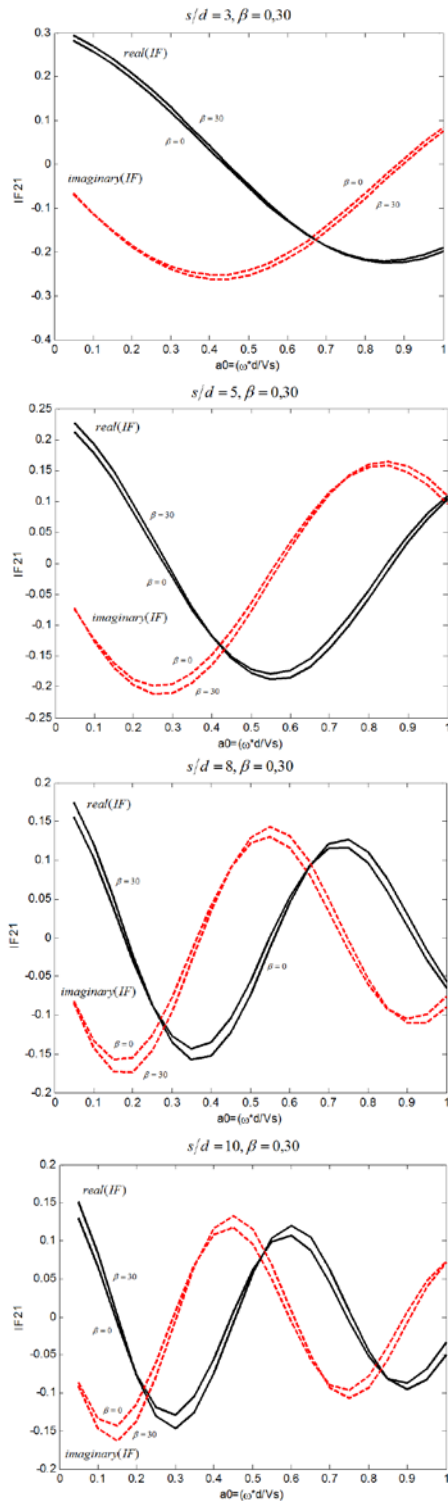 s/d = 3, β = 0,30
0.3
0.2
0.1
0
-0.1
-0.2
-0.3
-0.4
IF21
real(IF)
β = 30
β = 0
imaginary(IF)
β = 0
β = 30
0 0.1 0.2 0.3 0.4 0.5 0.6 0.7 0.8 0.9 1
a0=(ω*d/Vs)
s/d = 5, β = 0,30
0.25
0.2
0.15
0.1
0.05
0
-0.05
-0.1
-0.15
-0.2
-0.25
IF21
real(IF)
β = 30
β = 0
imaginary(IF)
β = 0
β = 30
0 0.1 0.2 0.3 0.4 0.5 0.6 0.7 0.8 0.9 1
a0=(ω*d/Vs)
s/d = 8, β = 0,30
0.2
0.15
0.1
0.05
0
-0.05
-0.1
-0.15
-0.2
IF21
real(IF)
β = 30
β = 0
imaginary(IF)
β = 0
β = 30
0 0.1 0.2 0.3 0.4 0.5 0.6 0.7 0.8 0.9 1
a0=(ω*d/Vs)
s/d = 10, β = 0,30
0.2
0.15
0.1
0.05
0
-0.05
-0.1
-0.15
-0.2
IF21
real(IF)
β = 30
β = 0
β = 0
β = 30
imaginary(IF)
0 0.1 0.2 0.3 0.4 0.5 0.6 0.7 0.8 0.9 1
a0=(ω*d/Vs)